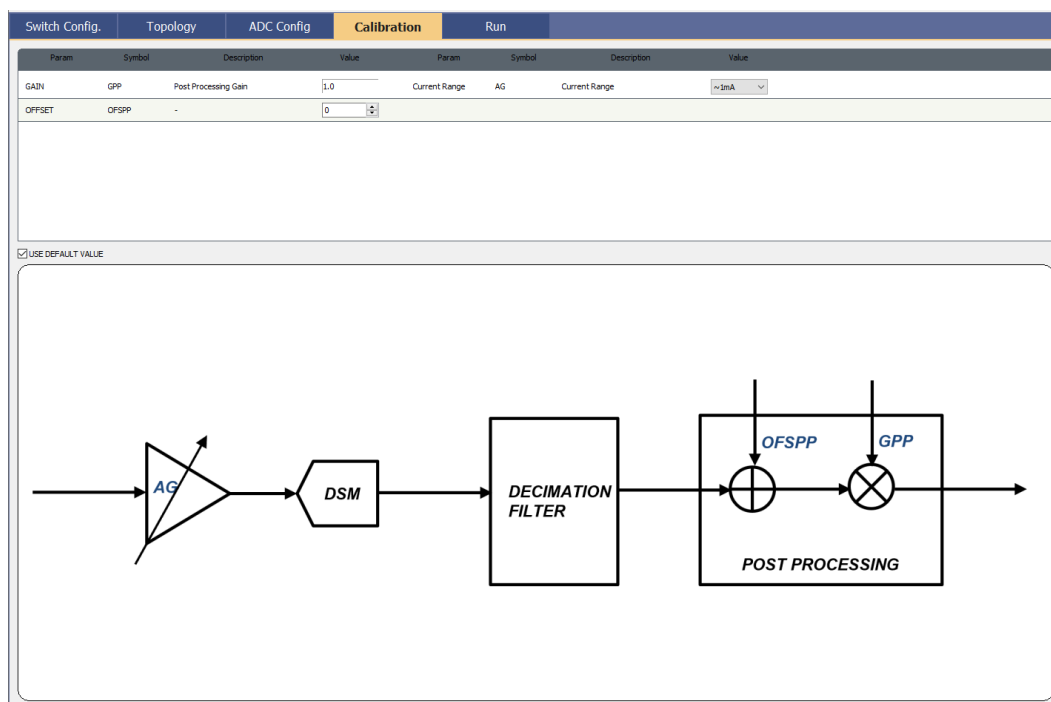 Switch Config. Topology ADC Config Calibration Run
Param Symbol Description Value Param Symbol Description Value
GAIN GPP Post Processing Gain 1.0 Current Range AG Current Range ~1mA
OFFSET OFSPP - 0
USE DEFAULT VALUE
OFSPP GPP
AG DSM DECIMATION
FILTER
POST PROCESSING